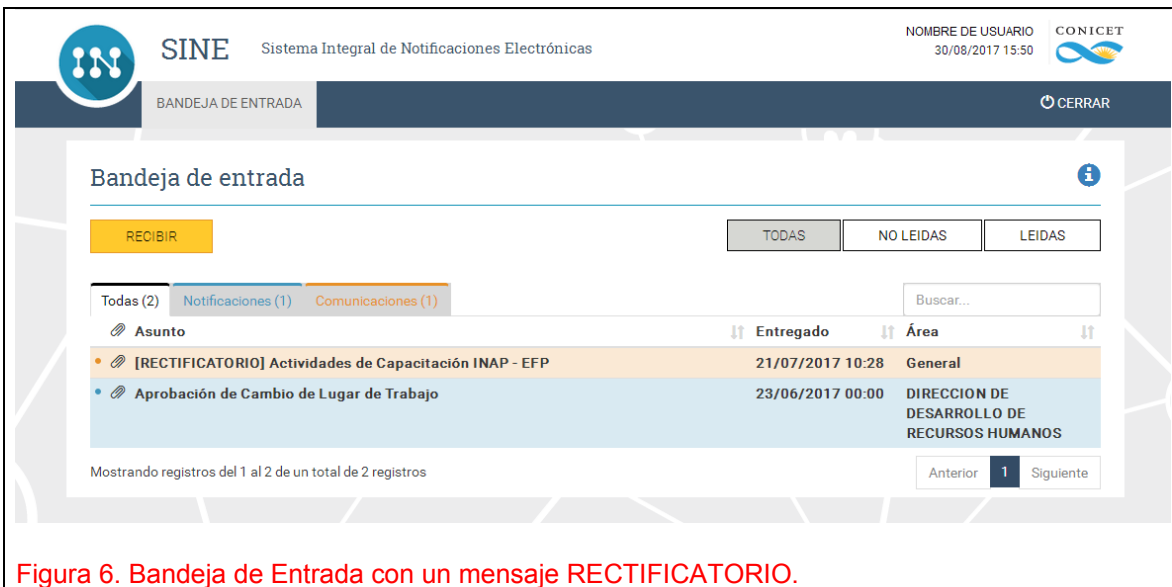 IN
SINE
Sistema Integral de Notificaciones Electrónicas
NOMBRE DE USUARIO
30/08/2017 15:50
CONICET
BANDEJA DE ENTRADA
CERRAR
Bandeja de entrada
RECIBIR
TODAS
NO LEIDAS
LEIDAS
Todas (2)
Notificaciones (1)
Comunicaciones (1)
Buscar...
Asunto
Entregado
Área
[RECTIFICATORIO] Actividades de Capacitación INAP - EFP
21/07/2017 10:28
General
Aprobación de Cambio de Lugar de Trabajo
23/06/2017 00:00
DIRECCION DE
DESARROLLO DE
RECURSOS HUMANOS
Mostrando registros del 1 al 2 de un total de 2 registros
Anterior
1
Siguiente
Figura 6. Bandeja de Entrada con un mensaje RECTIFICATORIO.